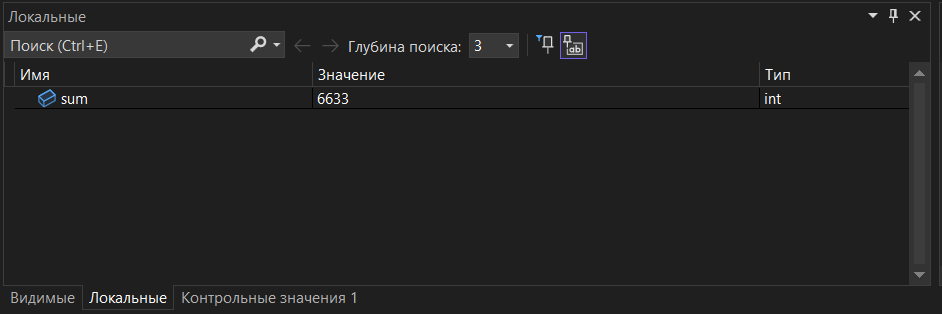 Локальные
Поиск (Ctrl+E) Глубина поиска: 3
Имя Значение Тип
sum 6633 int
Видимые Локальные Контрольные значения 1